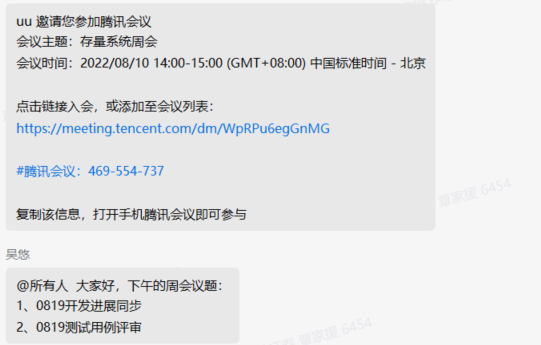 uu 邀请您参加腾讯会议
会议主题：存量系统周会
会议时间：2022/08/10 14:00-15:00 (GMT+08:00) 中国标准时间 - 北京
点击链接入会，或添加至会议列表：
https://meeting.tencent.com/dm/WpRPu6egGnMG
#腾讯会议：469-554-737
复制该信息，打开手机腾讯会议即可参与
夏家援 6454
吴悠
@所有人 大家好，下午的周会议题：
1、0819开发进展同步
2、0819测试用例评审
夏家援 6454